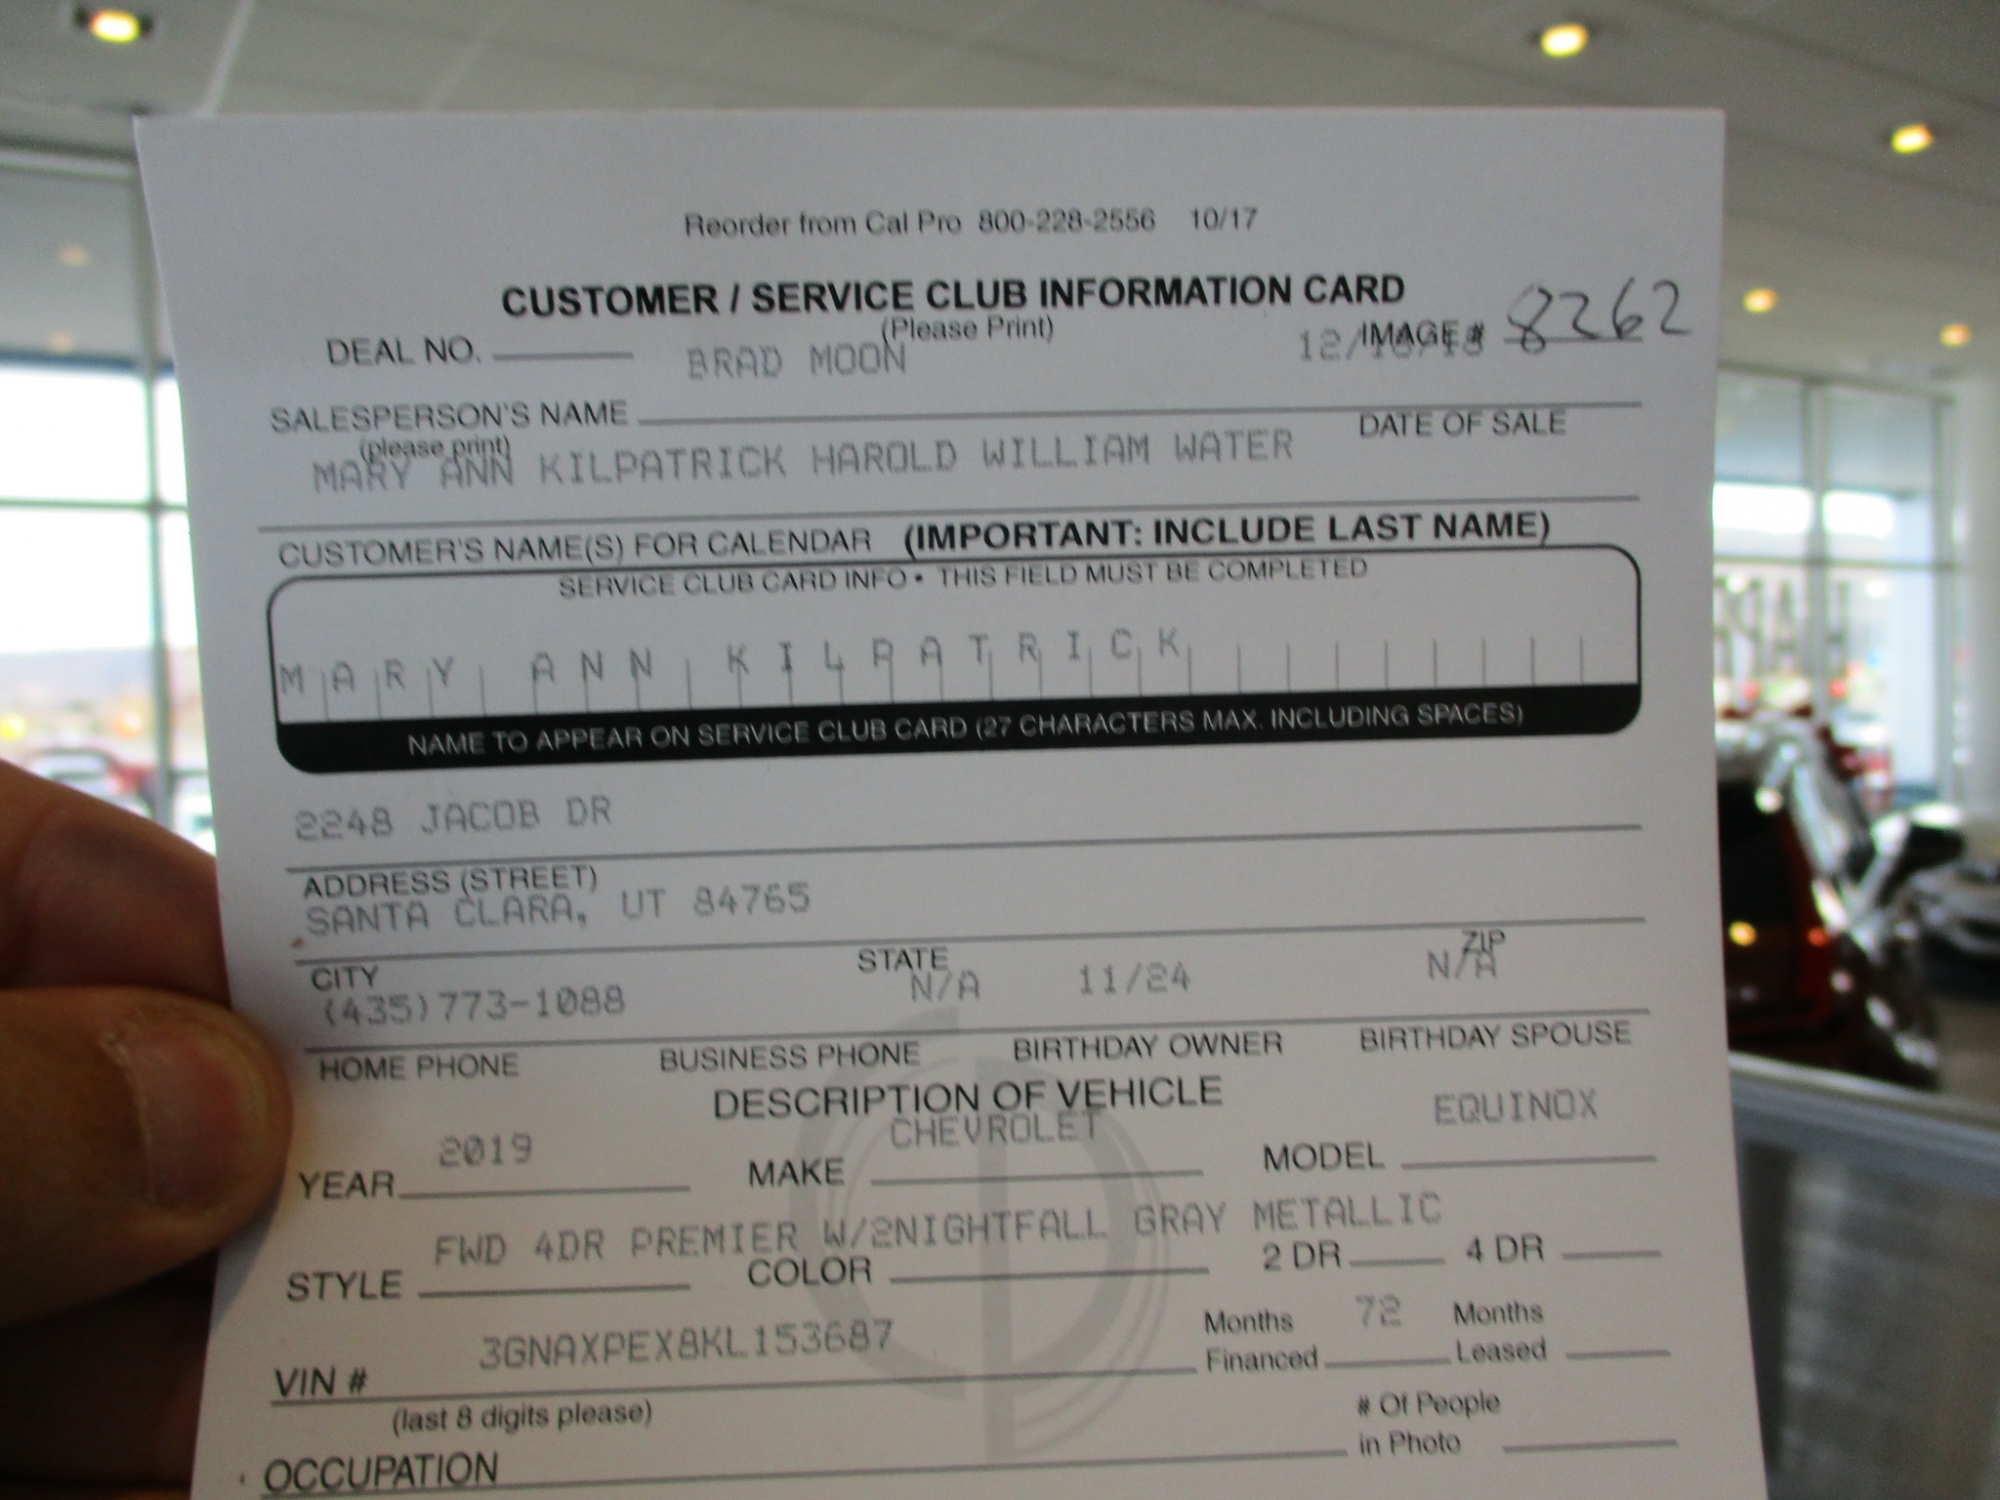 Reorder from Cal Pro 800-228-2556 10/17
CUSTOMER / SERVICE CLUB INFORMATION CARD
(Please Print)
DEAL NO. BRAD MOON IMAGE # 8262
SALESPERSON'S NAME DATE OF SALE
(please print)
MARY ANN KILPATRICK HAROLD WILLIAM WATER
CUSTOMER'S NAME(S) FOR CALENDAR (IMPORTANT: INCLUDE LAST NAME)
SERVICE CLUB CARD INFO • THIS FIELD MUST BE COMPLETED
MARY ANN KILPATRICK
NAME TO APPEAR ON SERVICE CLUB CARD (27 CHARACTERS MAX. INCLUDING SPACES)
2248 JACOB DR
ADDRESS (STREET)
SANTA CLARA, UT 84765
CITY STATE ZIP
(435)773-1088 N/A 11/24 N/A
HOME PHONE BUSINESS PHONE BIRTHDAY OWNER BIRTHDAY SPOUSE
DESCRIPTION OF VEHICLE
2019 CHEVROLET EQUINOX
YEAR MAKE MODEL
FWD 4DR PREMIER W/2NIGHTFALL GRAY METALLIC
STYLE COLOR 2 DR 4 DR
3GNAXPEX8KL153687 Months 72 Months
VIN # Financed Leased
(last 8 digits please) # Of People
OCCUPATION in Photo